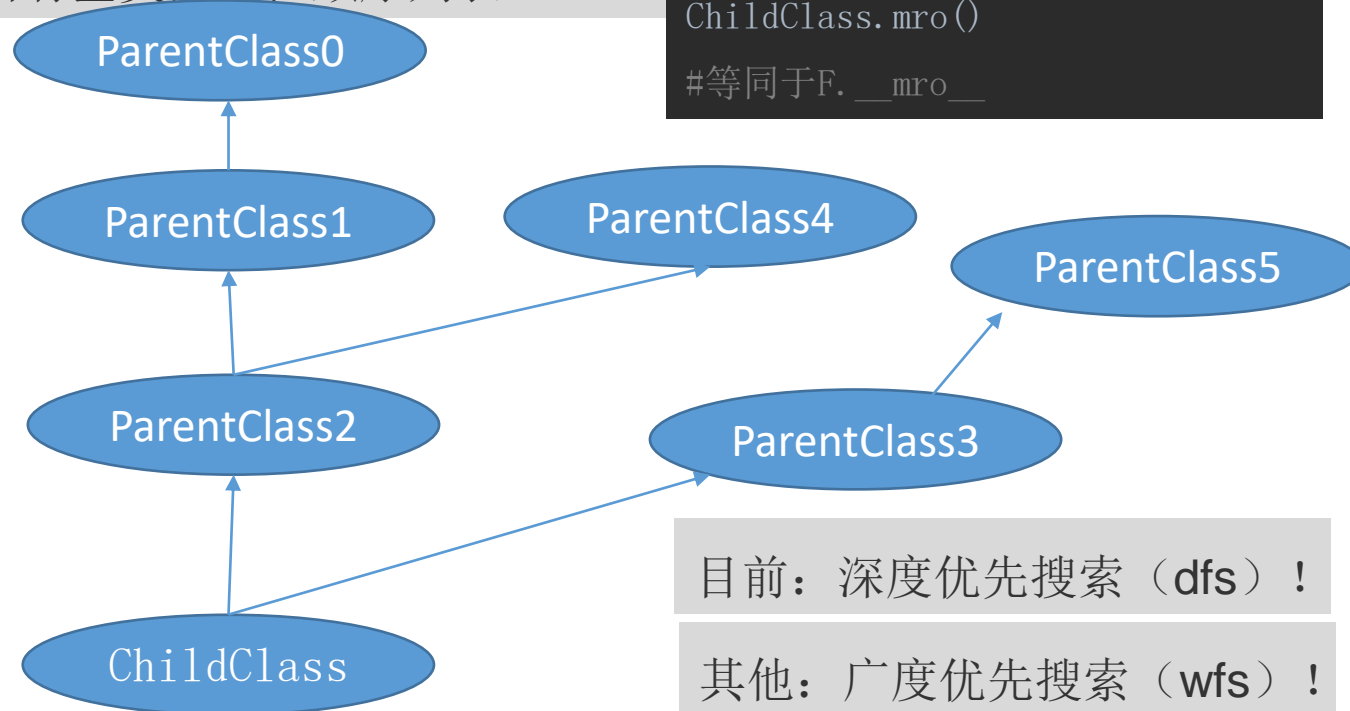 ChildClass.mro()
#等同于F.__mro__
ParentClass0
ParentClass1
ParentClass4
ParentClass5
ParentClass2
ParentClass3
目前：深度优先搜索（dfs）！
ChildClass
其他：广度优先搜索（wfs）！